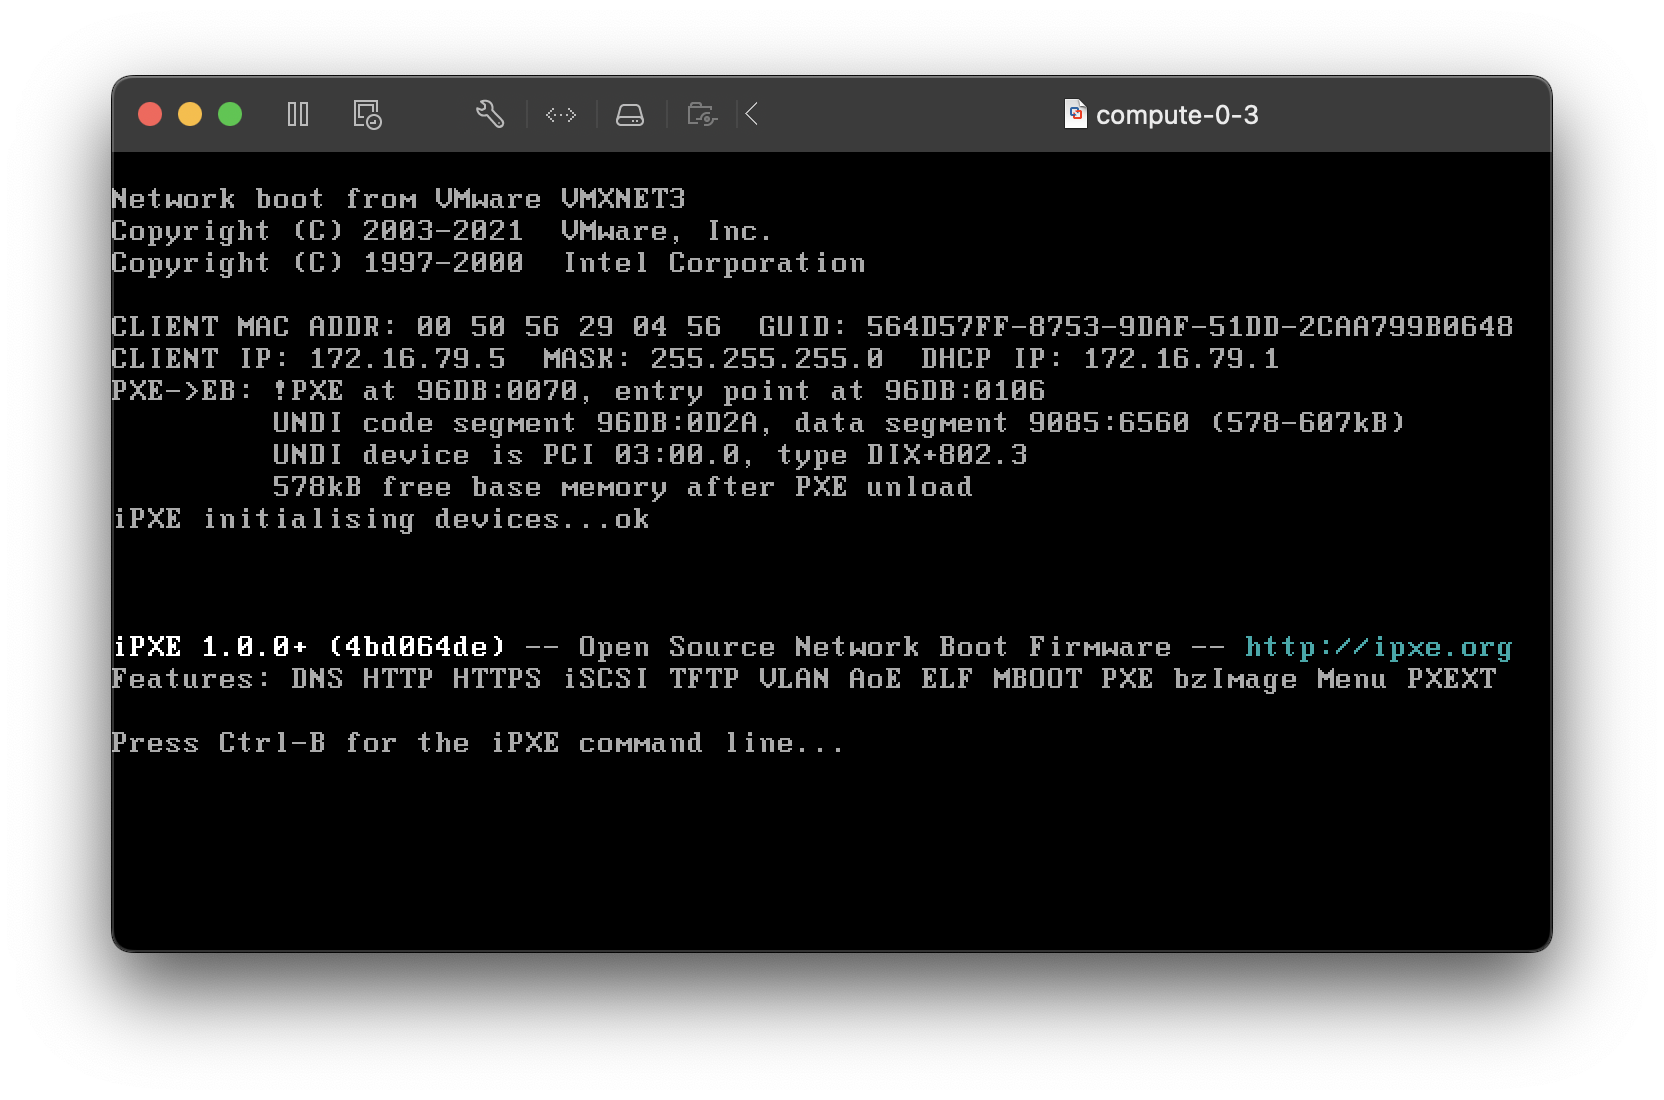 compute-0-3
Network boot from VMware VMXNET3
Copyright (C) 2003-2021  VMware, Inc.
Copyright (C) 1997-2000  Intel Corporation
CLIENT MAC ADDR: 00 50 56 29 04 56  GUID: 564D57FF-8753-9DAF-51DD-2CAA799B0648
CLIENT IP: 172.16.79.5  MASK: 255.255.255.0  DHCP IP: 172.16.79.1
PXE->EB: !PXE at 96DB:0070, entry point at 96DB:0106
UNDI code segment 96DB:0D2A, data segment 9085:6560 (578-607kB)
UNDI device is PCI 03:00.0, type DIX+802.3
578kB free base memory after PXE unload
iPXE initialising devices...ok
iPXE 1.0.0+ (4bd064de) -- Open Source Network Boot Firmware -- http://ipxe.org
Features: DNS HTTP HTTPS iSCSI TFTP VLAN AoE ELF MBOOT PXE bzImage Menu PXEXT
Press Ctrl-B for the iPXE command line...